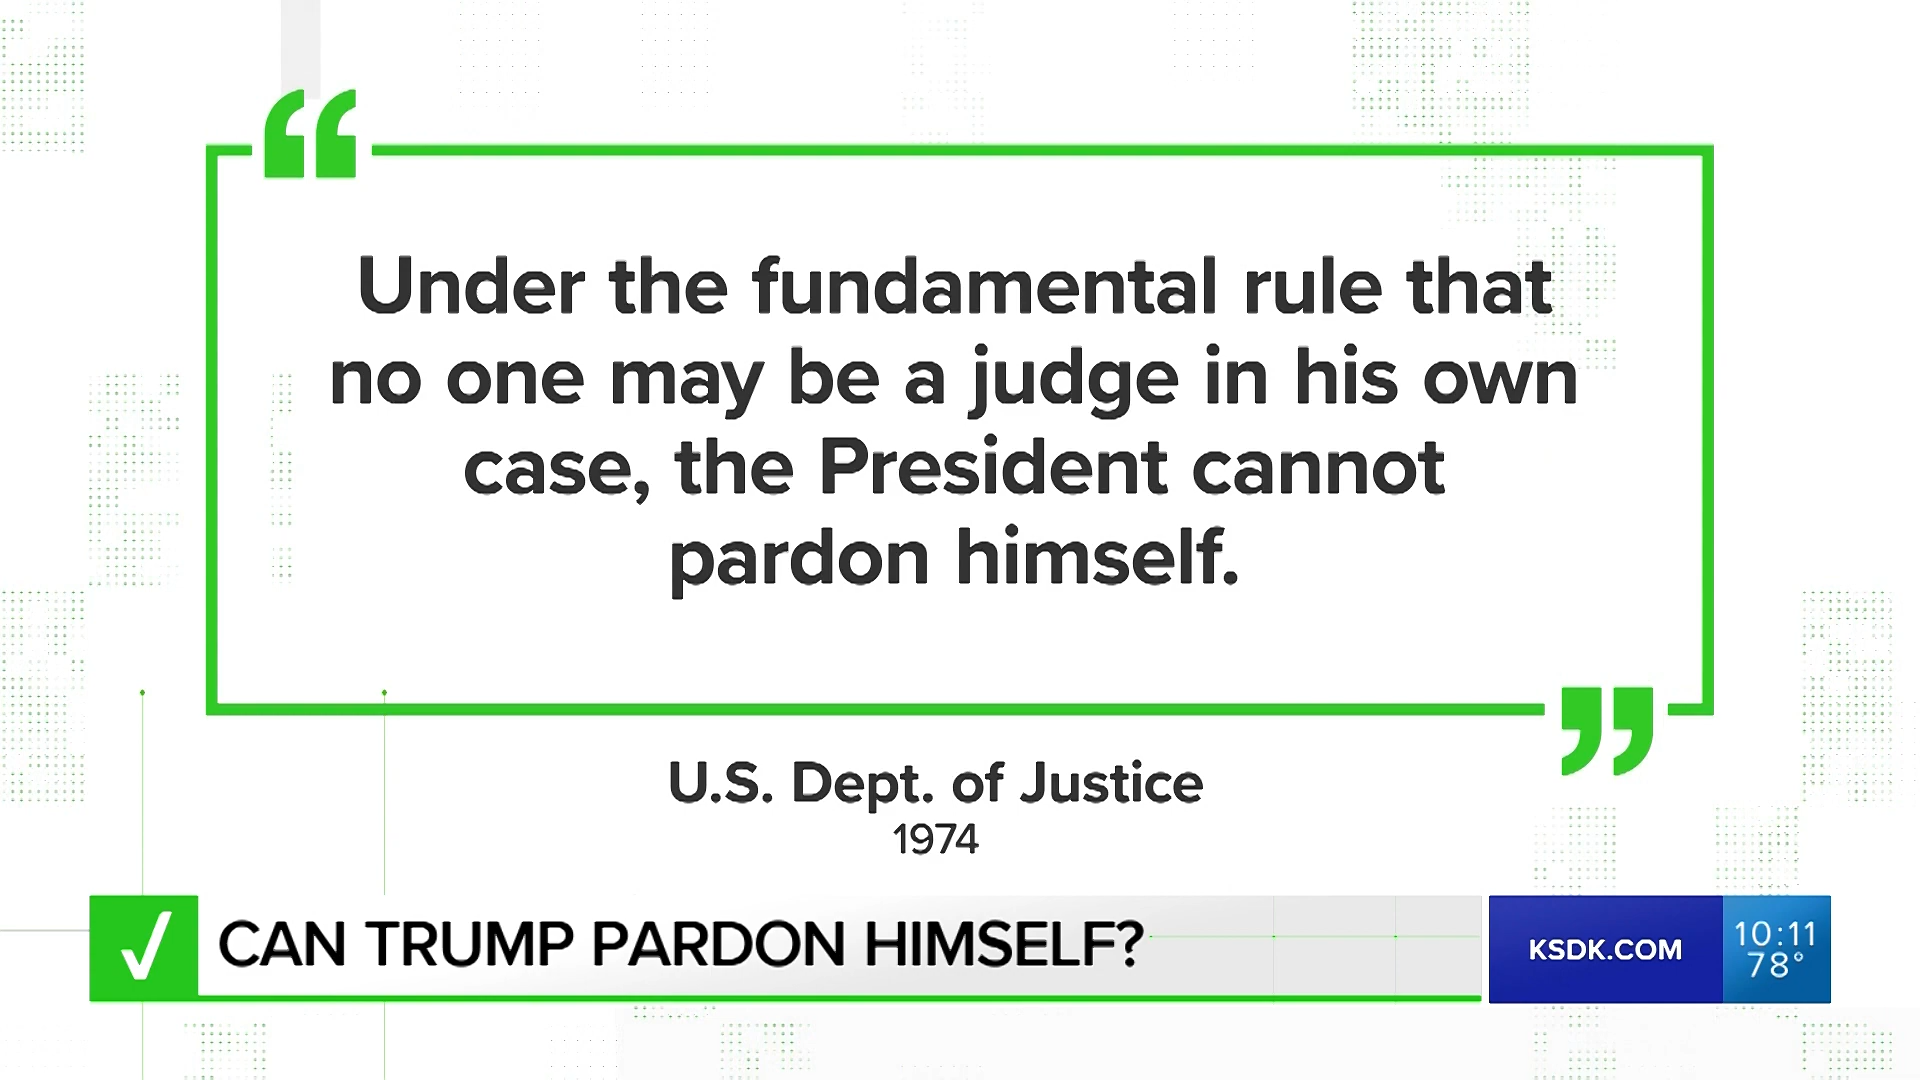 “
Under the fundamental rule that
no one may be a judge in his own
case, the President cannot
pardon himself.
”
U.S. Dept. of Justice
1974
CAN TRUMP PARDON HIMSELF?
KSDK.COM
10:11
78°